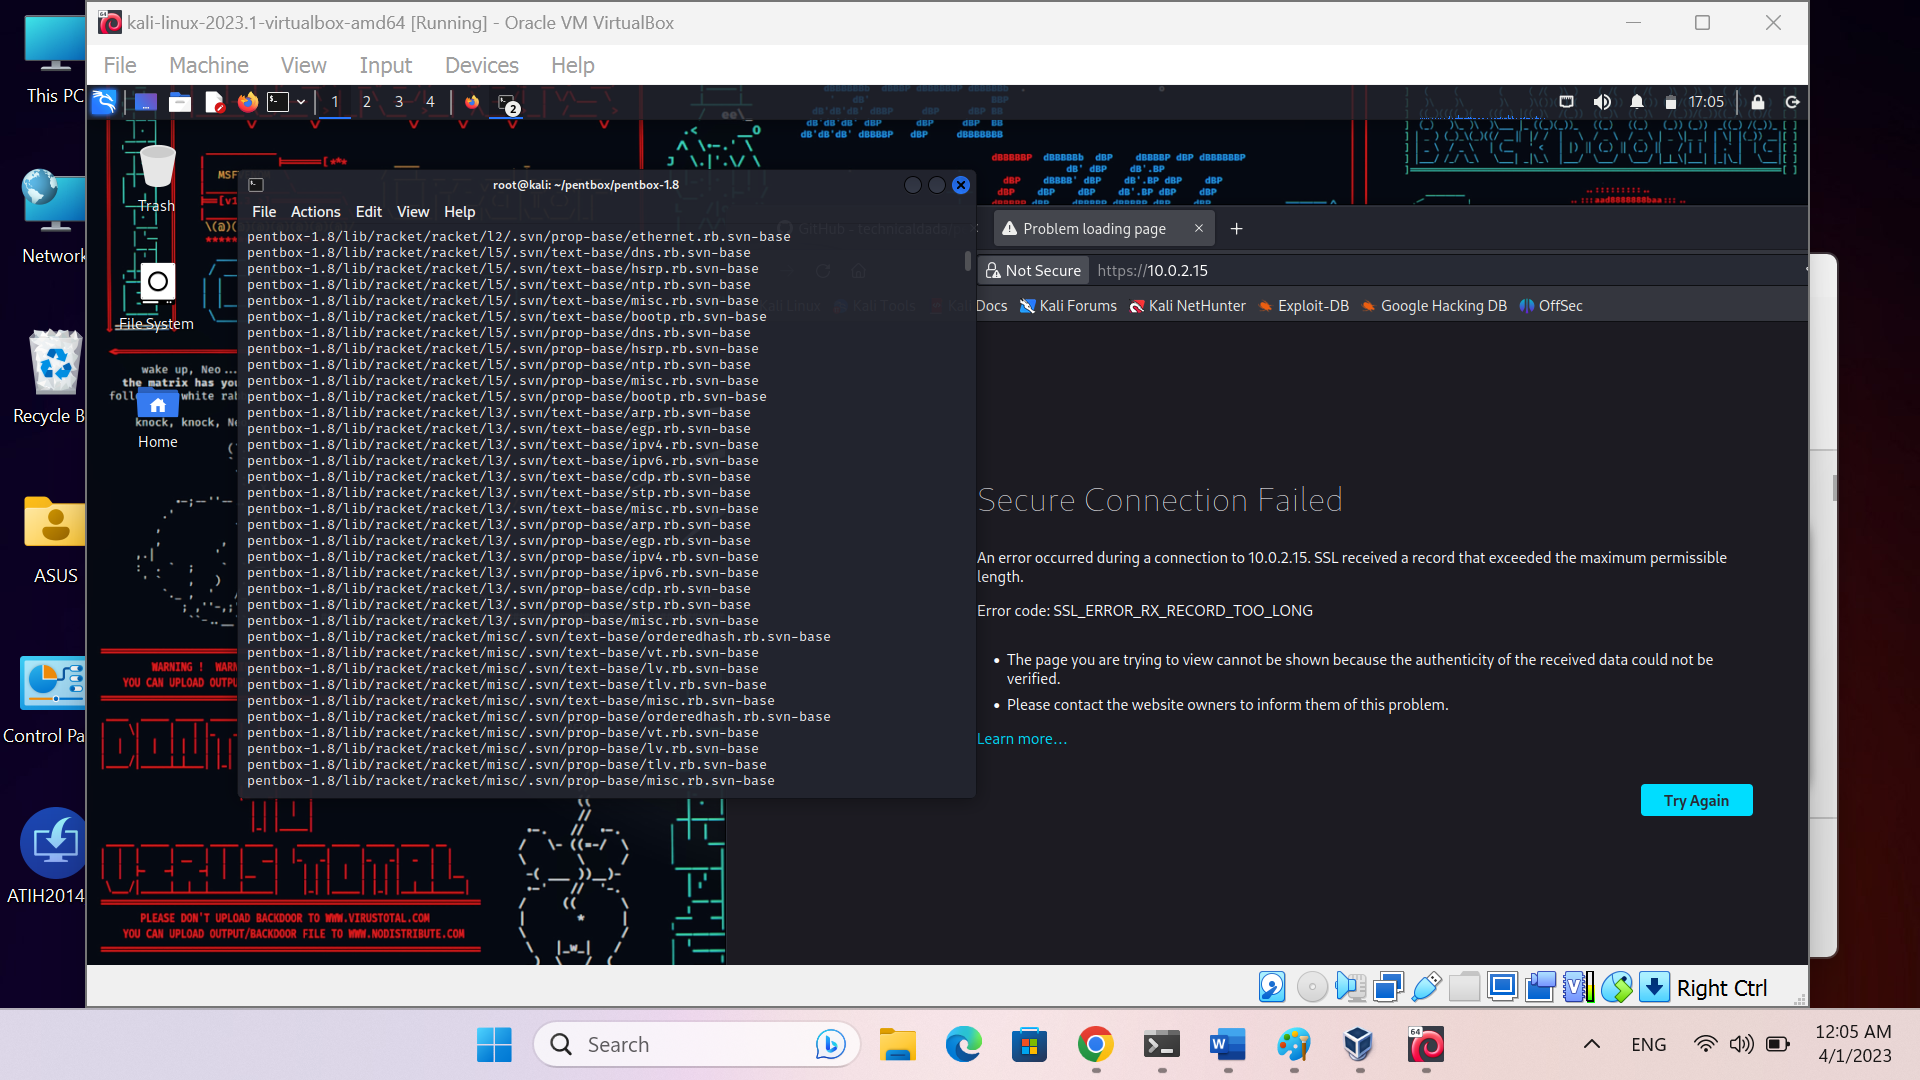 kali-linux-2023.1-virtualbox-amd64 [Running] - Oracle VM VirtualBox
File Machine View Input Devices Help
1 2 3 4 2 17:05
This PC
Trash
Network
File System
wake up, Neo...
the matrix has you
knock, knock, Ne
Home
Recycle B
ASUS
Control Pa
ATIH2014
root@kali: ~/pentbox/pentbox-1.8
File Actions Edit View Help
pentbox-1.8/lib/racket/racket/l2/.svn/prop-base/ethernet.rb.svn-base
pentbox-1.8/lib/racket/racket/l5/.svn/text-base/dns.rb.svn-base
pentbox-1.8/lib/racket/racket/l5/.svn/text-base/hsrp.rb.svn-base
pentbox-1.8/lib/racket/racket/l5/.svn/text-base/ntp.rb.svn-base
pentbox-1.8/lib/racket/racket/l5/.svn/text-base/misc.rb.svn-base
pentbox-1.8/lib/racket/racket/l5/.svn/text-base/bootp.rb.svn-base
pentbox-1.8/lib/racket/racket/l5/.svn/prop-base/dns.rb.svn-base
pentbox-1.8/lib/racket/racket/l5/.svn/prop-base/hsrp.rb.svn-base
pentbox-1.8/lib/racket/racket/l5/.svn/prop-base/ntp.rb.svn-base
pentbox-1.8/lib/racket/racket/l5/.svn/prop-base/misc.rb.svn-base
pentbox-1.8/lib/racket/racket/l5/.svn/prop-base/bootp.rb.svn-base
pentbox-1.8/lib/racket/racket/l3/.svn/text-base/arp.rb.svn-base
pentbox-1.8/lib/racket/racket/l3/.svn/text-base/egp.rb.svn-base
pentbox-1.8/lib/racket/racket/l3/.svn/text-base/ipv4.rb.svn-base
pentbox-1.8/lib/racket/racket/l3/.svn/text-base/ipv6.rb.svn-base
pentbox-1.8/lib/racket/racket/l3/.svn/text-base/cdp.rb.svn-base
pentbox-1.8/lib/racket/racket/l3/.svn/text-base/stp.rb.svn-base
pentbox-1.8/lib/racket/racket/l3/.svn/text-base/misc.rb.svn-base
pentbox-1.8/lib/racket/racket/l3/.svn/prop-base/arp.rb.svn-base
pentbox-1.8/lib/racket/racket/l3/.svn/prop-base/egp.rb.svn-base
pentbox-1.8/lib/racket/racket/l3/.svn/prop-base/ipv4.rb.svn-base
pentbox-1.8/lib/racket/racket/l3/.svn/prop-base/ipv6.rb.svn-base
pentbox-1.8/lib/racket/racket/l3/.svn/prop-base/cdp.rb.svn-base
pentbox-1.8/lib/racket/racket/l3/.svn/prop-base/stp.rb.svn-base
pentbox-1.8/lib/racket/racket/l3/.svn/prop-base/misc.rb.svn-base
pentbox-1.8/lib/racket/racket/misc/.svn/text-base/orderedhash.rb.svn-base
pentbox-1.8/lib/racket/racket/misc/.svn/text-base/vt.rb.svn-base
pentbox-1.8/lib/racket/racket/misc/.svn/text-base/lv.rb.svn-base
pentbox-1.8/lib/racket/racket/misc/.svn/text-base/tlv.rb.svn-base
pentbox-1.8/lib/racket/racket/misc/.svn/text-base/misc.rb.svn-base
pentbox-1.8/lib/racket/racket/misc/.svn/prop-base/orderedhash.rb.svn-base
pentbox-1.8/lib/racket/racket/misc/.svn/prop-base/vt.rb.svn-base
pentbox-1.8/lib/racket/racket/misc/.svn/prop-base/lv.rb.svn-base
pentbox-1.8/lib/racket/racket/misc/.svn/prop-base/tlv.rb.svn-base
pentbox-1.8/lib/racket/racket/misc/.svn/prop-base/misc.rb.svn-base
Problem loading page
Not Secure https://10.0.2.15
Docs Kali Forums Kali NetHunter Exploit-DB Google Hacking DB OffSec
Secure Connection Failed
An error occurred during a connection to 10.0.2.15. SSL received a record that exceeded the maximum permissible
length.
Error code: SSL_ERROR_RX_RECORD_TOO_LONG
• The page you are trying to view cannot be shown because the authenticity of the received data could not be
verified.
• Please contact the website owners to inform them of this problem.
Learn more…
Try Again
WARNING ! WARN
YOU CAN UPLOAD OUTPU
PLEASE DON'T UPLOAD BACKDOOR TO WWW.VIRUSTOTAL.COM
YOU CAN UPLOAD OUTPUT/BACKDOOR FILE TO WWW.NODISTRIBUTE.COM
Right Ctrl
Search
ENG
12:05 AM
4/1/2023